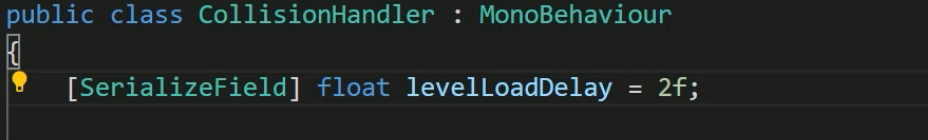 public class CollisionHandler : MonoBehaviour
{
[SerializeField] float levelLoadDelay = 2f;